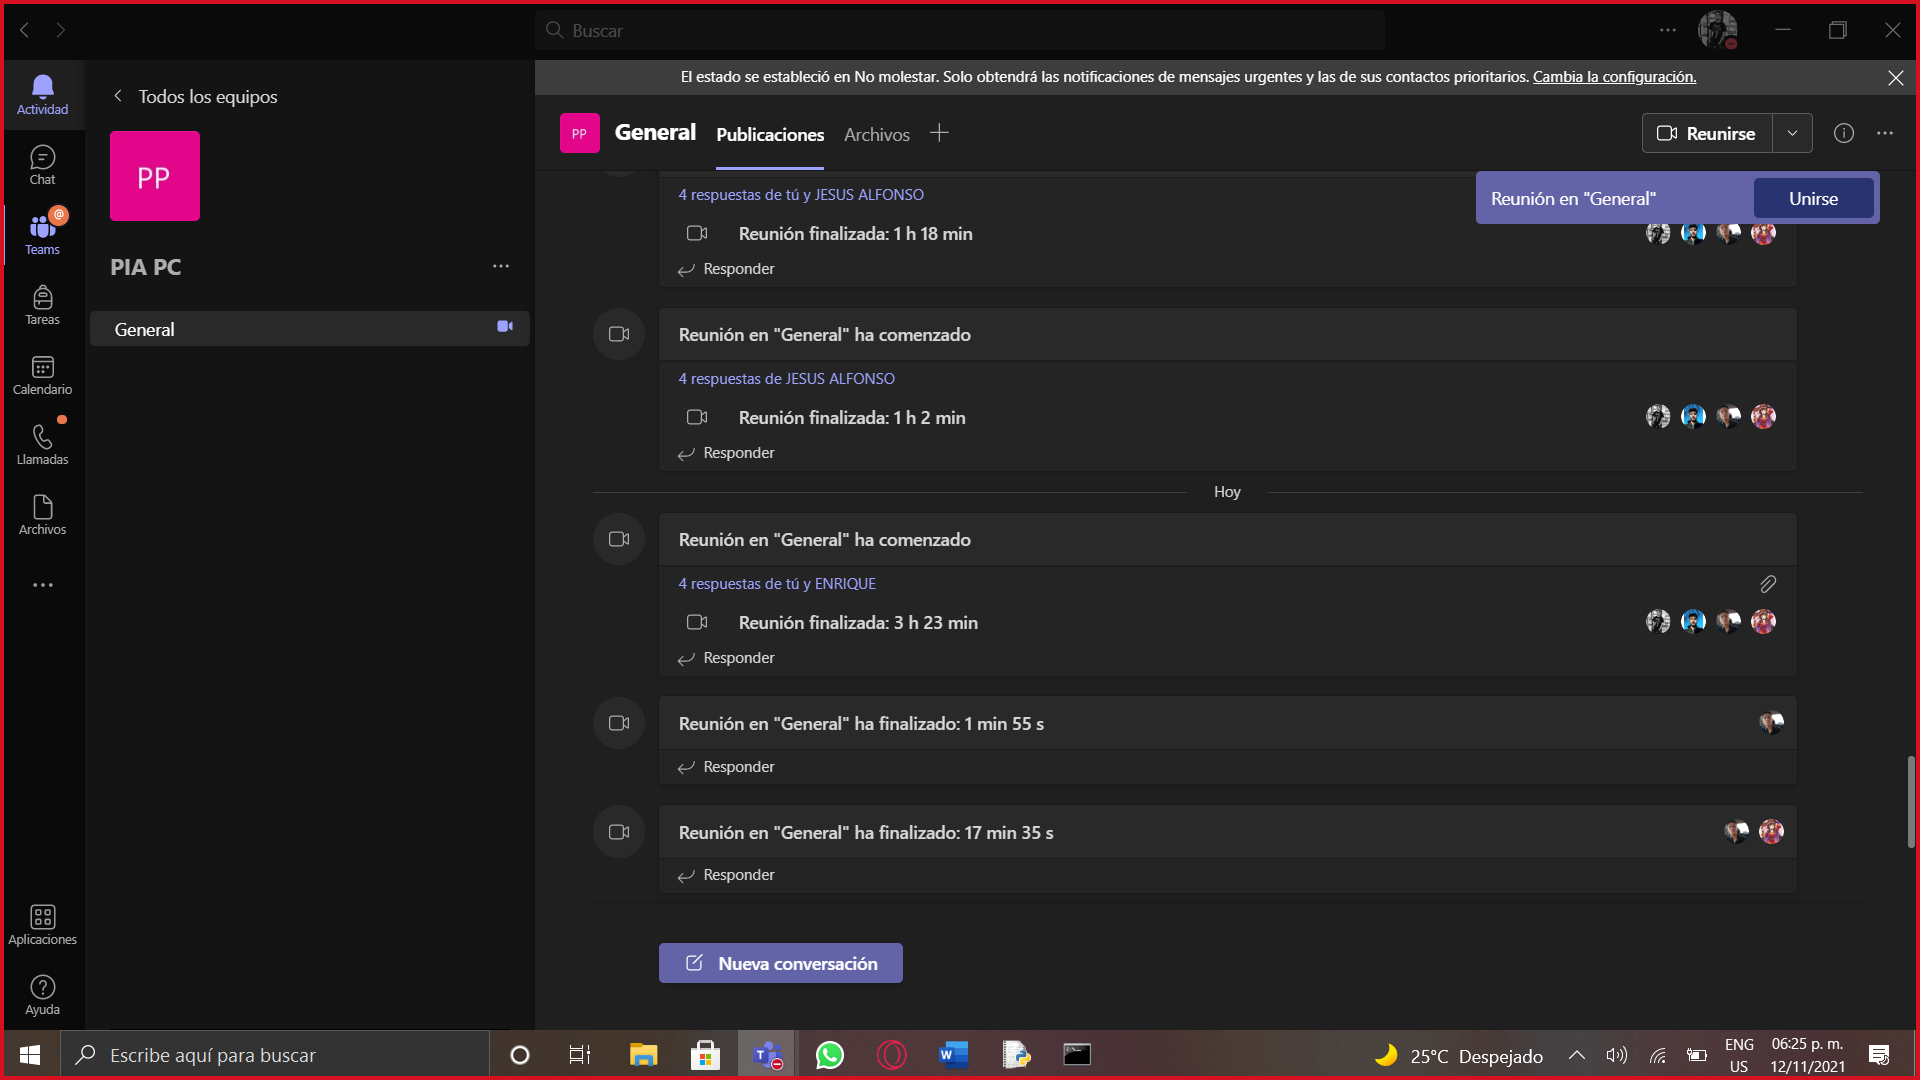 Buscar
El estado se estableció en No molestar. Solo obtendrá las notificaciones de mensajes urgentes y las de sus contactos prioritarios. Cambia la configuración.
Actividad
Chat
@
Teams
Tareas
Calendario
Llamadas
Archivos
Aplicaciones
Ayuda
Todos los equipos
PP
PIA PC
General
PP
General
Publicaciones
Archivos
Reunirse
Reunión en "General"
Unirse
4 respuestas de tú y JESUS ALFONSO
Reunión finalizada: 1 h 18 min
Responder
Reunión en "General" ha comenzado
4 respuestas de JESUS ALFONSO
Reunión finalizada: 1 h 2 min
Responder
Hoy
Reunión en "General" ha comenzado
4 respuestas de tú y ENRIQUE
Reunión finalizada: 3 h 23 min
Responder
Reunión en "General" ha finalizado: 1 min 55 s
Responder
Reunión en "General" ha finalizado: 17 min 35 s
Responder
Nueva conversación
Escribe aquí para buscar
25°C Despejado
ENG
US
06:25 p. m.
12/11/2021